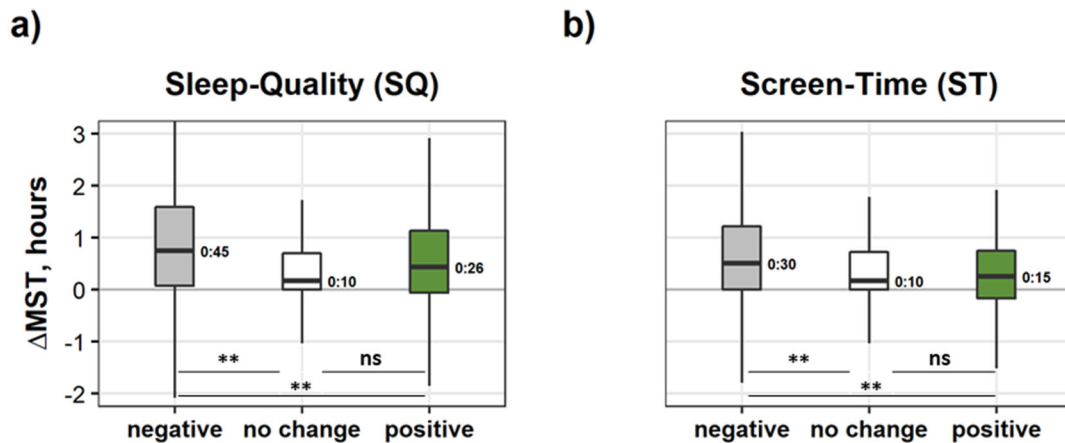 a)
Sleep-Quality (SQ)
ΔMST, hours
3
2
1
0
-1
-2
0:45
0:10
0:26
**
ns
**
negative
no change
positive
b)
Screen-Time (ST)
0:30
0:10
0:15
**
ns
**
negative
no change
positive